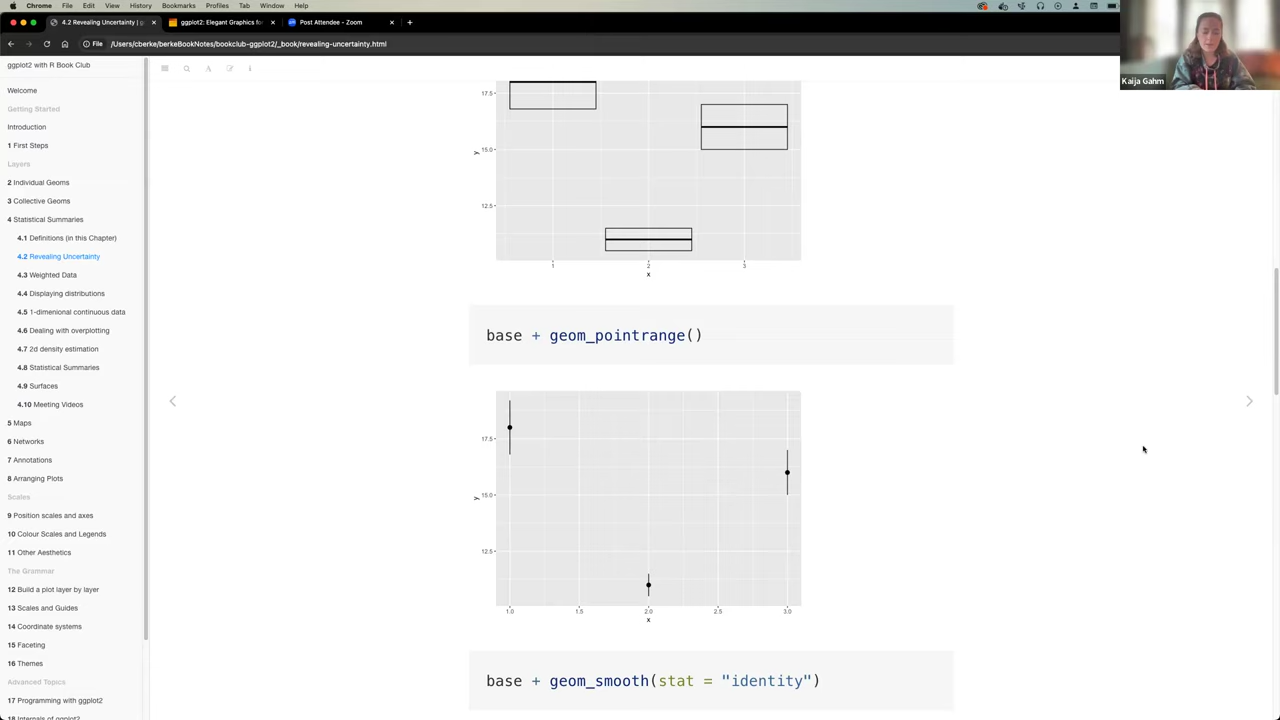 Chrome File Edit View History Bookmarks Profiles Tab Window Help
4.2 Revealing Uncertainty | g
ggplot2: Elegant Graphics for
Post Attendee - Zoom
File /Users/cberke/berkeBookNotes/bookclub-ggplot2/_book/revealing-uncertainty.html
Kaija Gahm
ggplot2 with R Book Club
Welcome
Getting Started
Introduction
1 First Steps
Layers
2 Individual Geoms
3 Collective Geoms
4 Statistical Summaries
4.1 Definitions (in this Chapter)
4.2 Revealing Uncertainty
4.3 Weighted Data
4.4 Displaying distributions
4.5 1-dimenional continuous data
4.6 Dealing with overplotting
4.7 2d density estimation
4.8 Statistical Summaries
4.9 Surfaces
4.10 Meeting Videos
5 Maps
6 Networks
7 Annotations
8 Arranging Plots
Scales
9 Position scales and axes
10 Colour Scales and Legends
11 Other Aesthetics
The Grammar
12 Build a plot layer by layer
13 Scales and Guides
14 Coordinate systems
15 Faceting
16 Themes
Advanced Topics
17 Programming with ggplot2
18 Internals of ggplot2
17.5
15.0
12.5
y
1 2 3
x
base + geom_pointrange()
17.5
15.0
12.5
y
1.0 1.5 2.0 2.5 3.0
x
base + geom_smooth(stat = "identity")